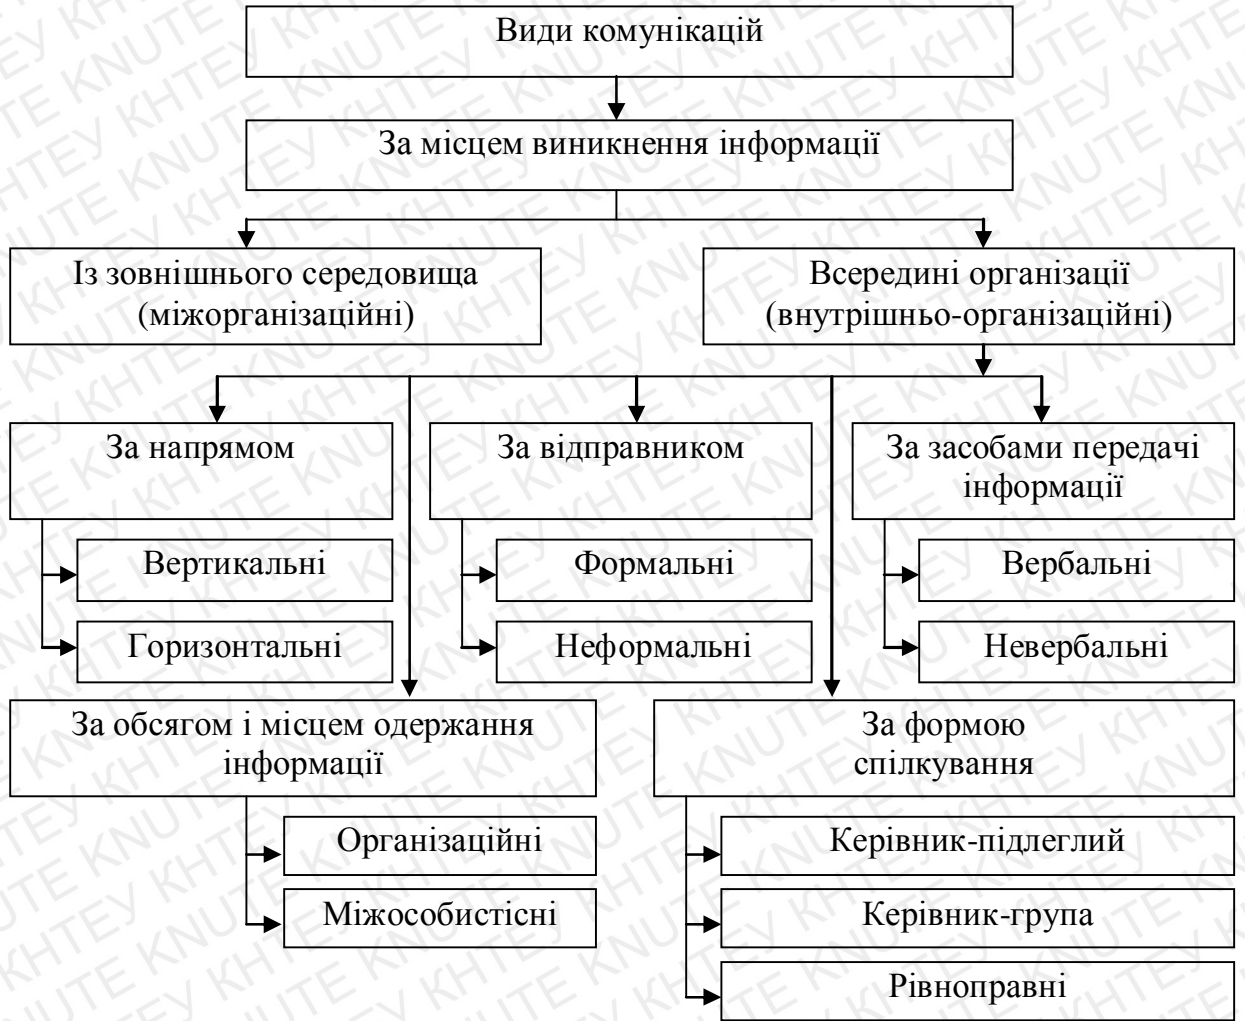 Види комунікацій
За місцем виникнення інформації
Із зовнішнього середовища
(міжорганізаційні)
Всередині організації
(внутрішньо-організаційні)
За напрямом
За відправником
За засобами передачі
інформації
Вертикальні
Формальні
Вербальні
Горизонтальні
Неформальні
Невербальні
За обсягом і місцем одержання
інформації
За формою
спілкування
Організаційні
Керівник-підлеглий
Міжособистісні
Керівник-група
Рівноправні